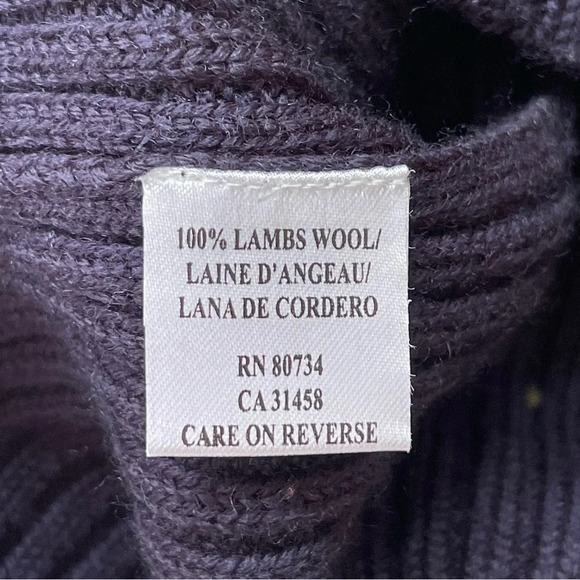 100% LAMBS WOOL/
LAINE D'ANGEAU/
LANA DE CORDERO
RN 80734
CA 31458
CARE ON REVERSE